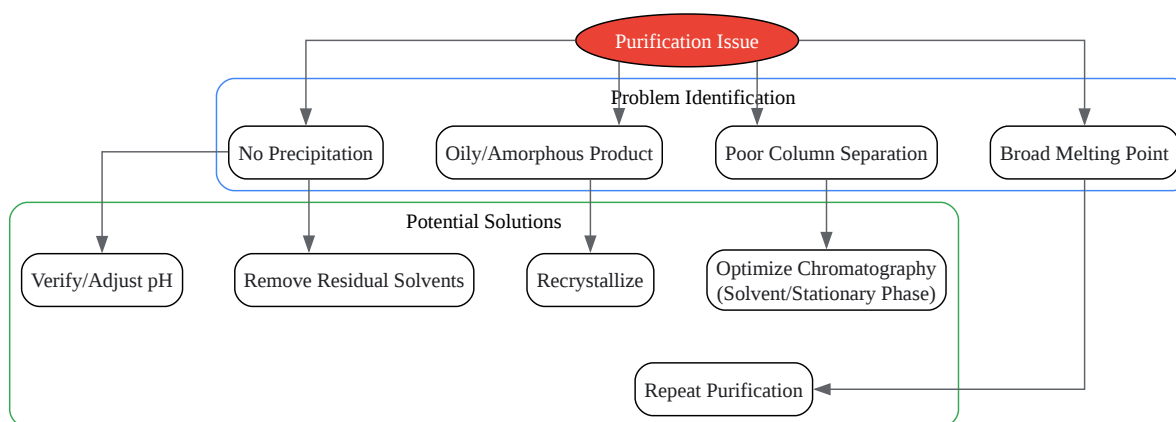 Purification Issue
Problem Identification
No Precipitation
Oily/Amorphous Product
Poor Column Separation
Broad Melting Point
Potential Solutions
Verify/Adjust pH
Remove Residual Solvents
Recrystallize
Optimize Chromatography
(Solvent/Stationary Phase)
Repeat Purification